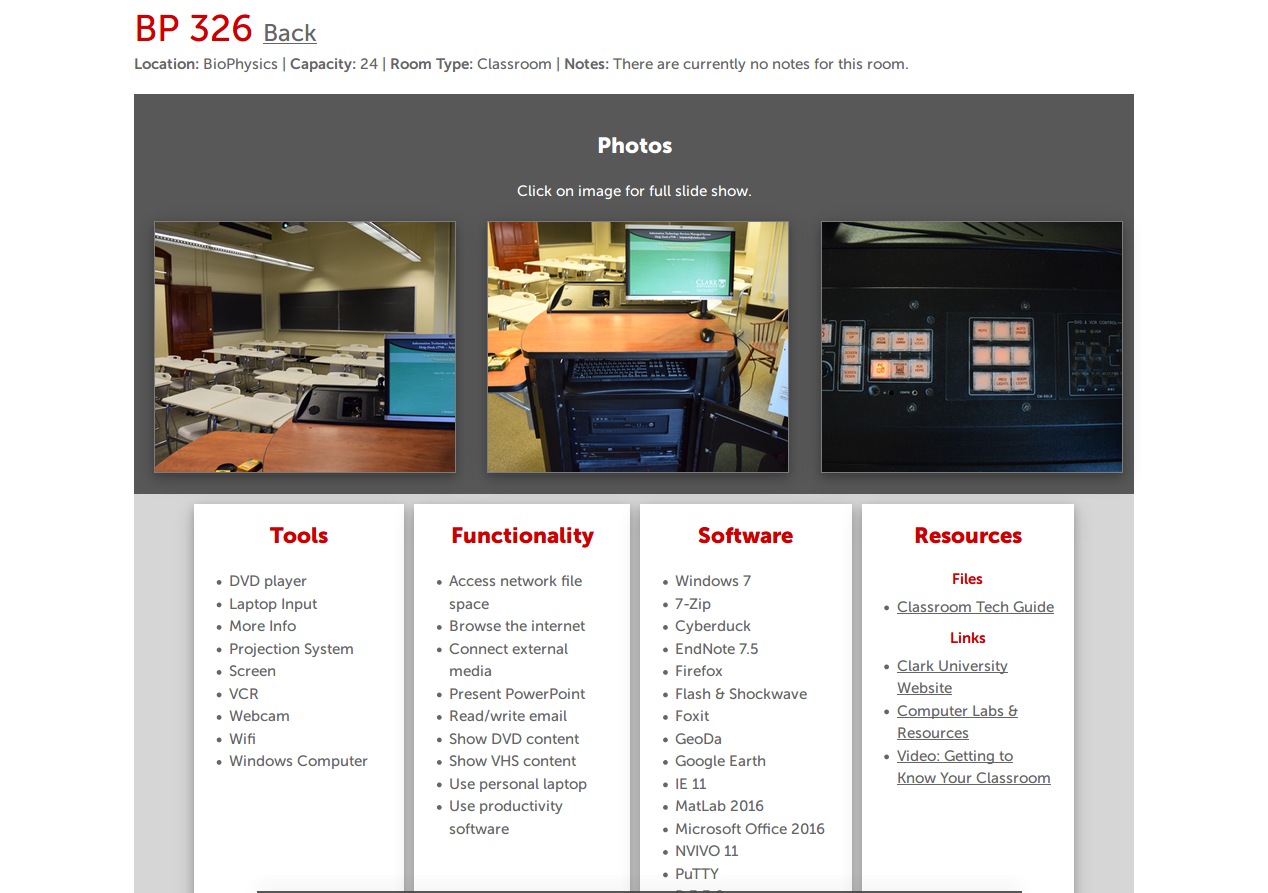 BP 326 Back
Location: BioPhysics | Capacity: 24 | Room Type: Classroom | Notes: There are currently no notes for this room.
Photos
Click on image for full slide show.
CLARK
Tools
DVD player
Laptop Input
More Info
Projection System
Screen
VCR
Webcam
Wifi
Windows Computer
Functionality
Access network file
space
Browse the internet
Connect external
media
Present PowerPoint
Read/write email
Show DVD content
Show VHS content
Use personal laptop
Use productivity
software
Software
Windows 7
7-Zip
Cyberduck
EndNote 7.5
Firefox
Flash & Shockwave
Foxit
GeoDa
Google Earth
IE 11
MatLab 2016
Microsoft Office 2016
NVIVO 11
PuTTY
Resources
Files
Classroom Tech Guide
Links
Clark University
Website
Computer Labs &
Resources
Video: Getting to
Know Your Classroom